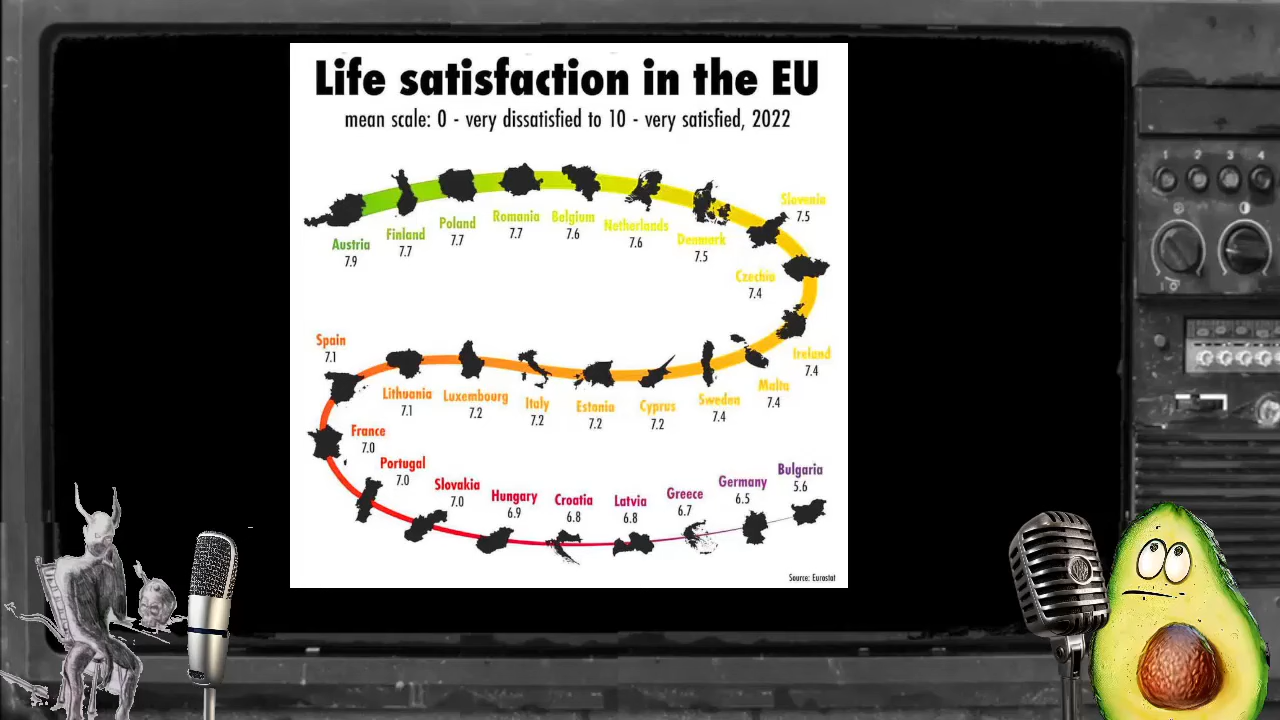 Life satisfaction in the EU
mean scale: 0 - very dissatisfied to 10 - very satisfied, 2022
Austria
7.9
Finland
7.7
Poland
7.7
Romania
7.7
Belgium
7.6
Netherlands
7.6
Denmark
7.5
Slovenia
7.5
Czechia
7.4
Ireland
7.4
Malta
7.4
Sweden
7.4
Cyprus
7.2
Estonia
7.2
Italy
7.2
Luxembourg
7.2
Lithuania
7.1
Spain
7.1
France
7.0
Portugal
7.0
Slovakia
7.0
Hungary
6.9
Croatia
6.8
Latvia
6.8
Greece
6.7
Germany
6.5
Bulgaria
5.6
Source: Eurostat
1 2 3 4